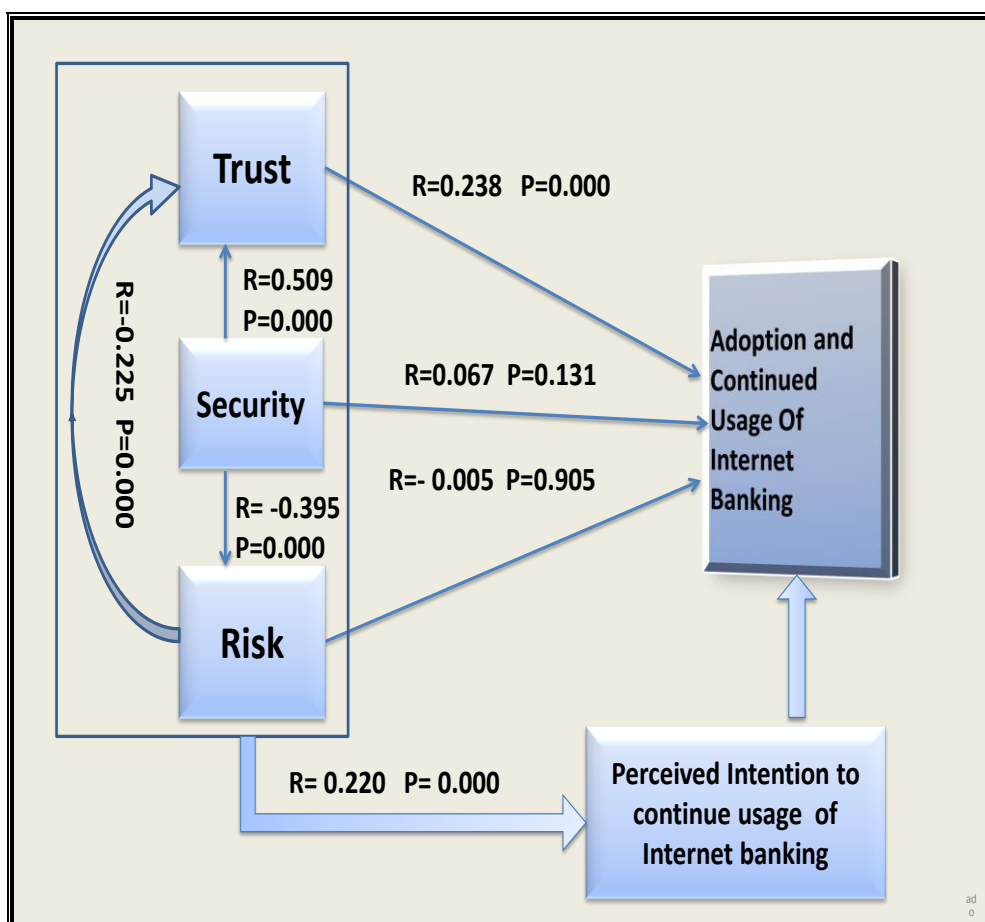 Trust
R=0.238 P=0.000
R=0.509
P=0.000
R=-0.225 P=0.000
Security
R=0.067 P=0.131
Adoption and
Continued
Usage Of
Internet
Banking
R= -0.395
P=0.000
R=- 0.005 P=0.905
Risk
R= 0.220 P= 0.000
Perceived Intention to
continue usage of
Internet banking
ad
o